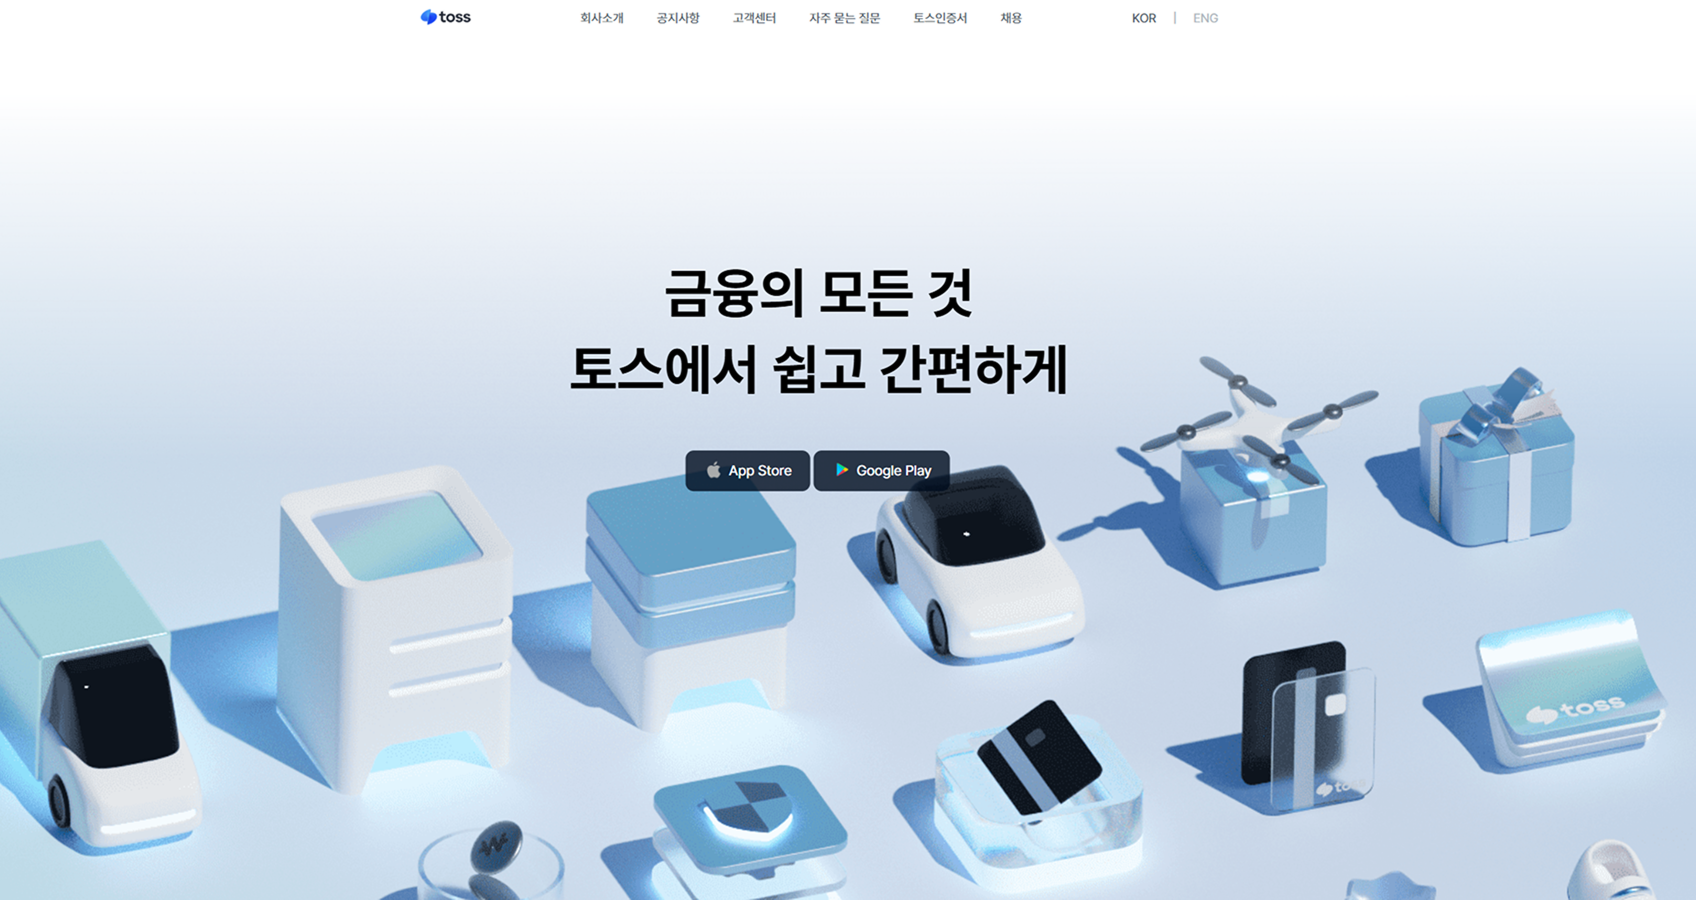 toss
회사소개
공지사항
고객센터
자주 묻는 질문
토스인증서
채용
KOR | ENG
금융의 모든 것
토스에서 쉽고 간편하게
App Store
Google Play
toss
toss
W